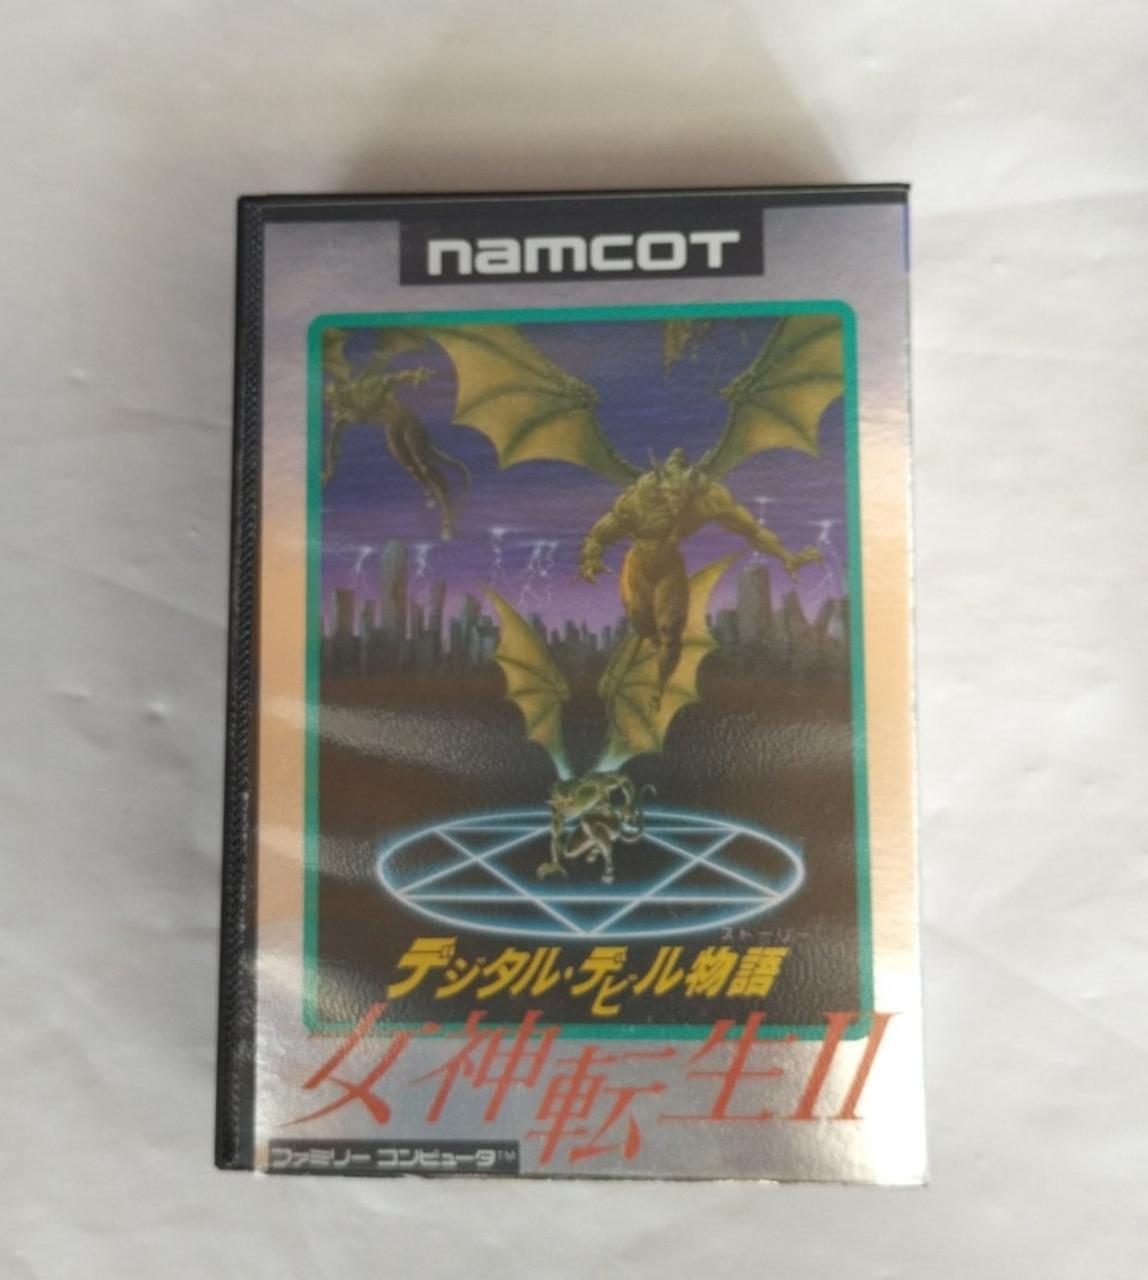 namcoT
ストーリー
デジタル・デビル物語
女神転生II
ファミリーコンピュータ™